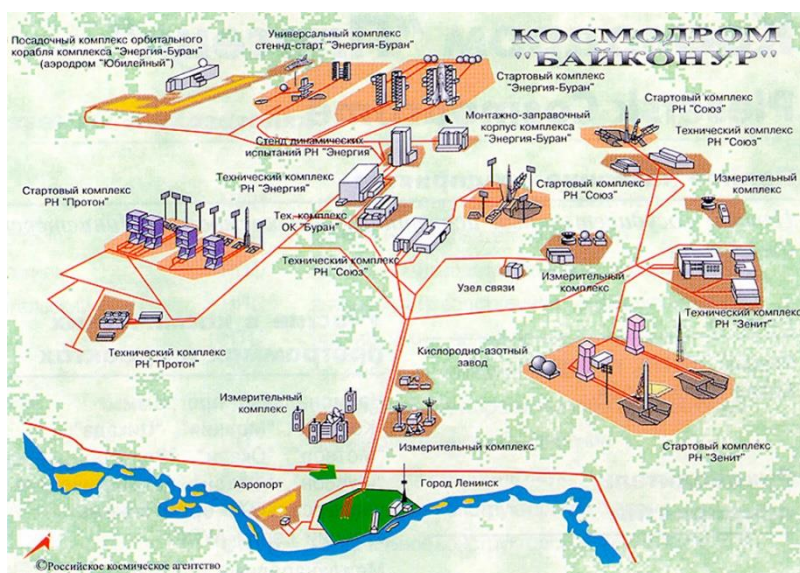 КОСМОДРОМ
"БАЙКОНУР"
Посадочный комплекс орбитального
корабля комплекса "Энергия-Буран"
(аэродром "Юбилейный")
Универсальный комплекс
стеннд-старт "Энергия-Буран"
Стартовый комплекс
"Энергия-Буран"
Стартовый комплекс
РН "Союз"
Монтажно-заправочный
корпус комплекса
"Энергия-Буран"
Технический комплекс
РН "Союз"
Стенд динамических
испытаний РН "Энергия"
Технический комплекс
РН "Энергия"
Стартовый комплекс
РН "Союз"
Измерительный
комплекс
Стартовый комплекс
РН "Протон"
Тех. комплекс
ОК "Буран"
Технический комплекс
РН "Союз"
Узел связи
Измерительный
комплекс
Технический комплекс
РН "Зенит"
Технический комплекс
РН "Протон"
Кислородно-азотный
завод
Измерительный
комплекс
Измерительный комплекс
Стартовый комплекс
РН "Зенит"
Аэропорт
Город Ленинск
©Российское космическое агентство